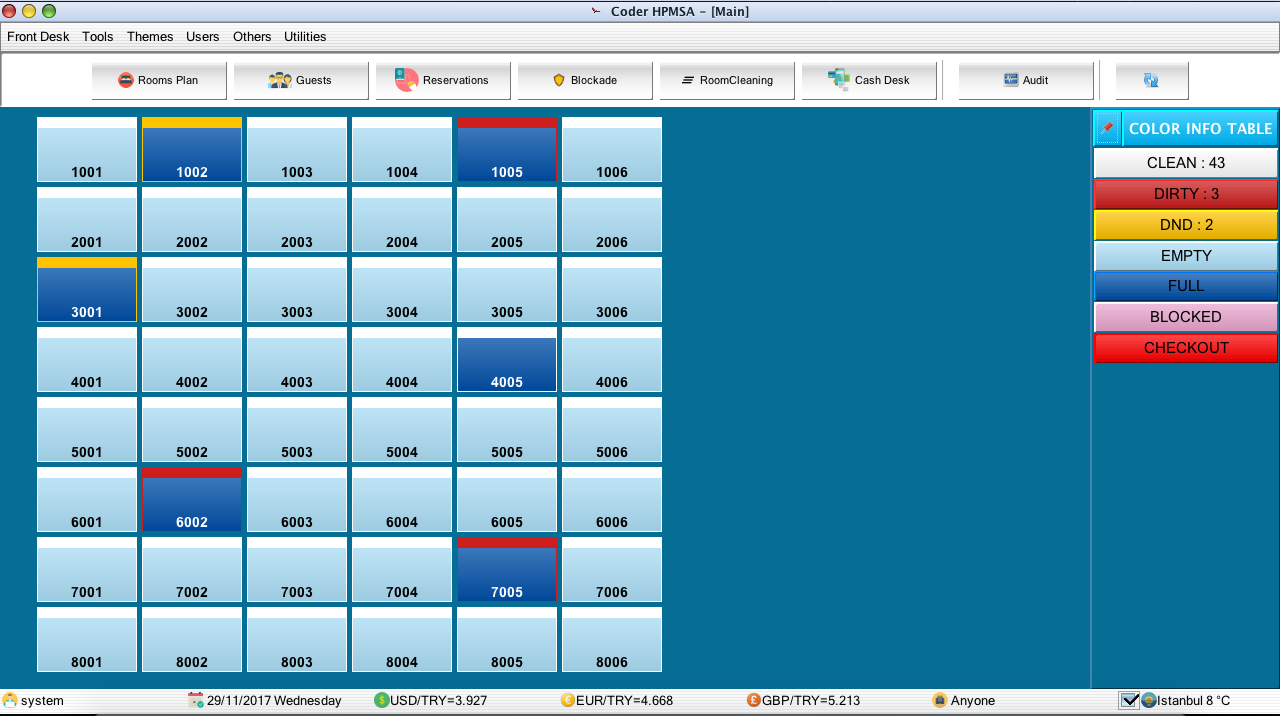 Coder HPMSA - [Main]
Front Desk Tools Themes Users Others Utilities
Rooms Plan Guests Reservations Blockade RoomCleaning Cash Desk Audit
COLOR INFO TABLE
CLEAN : 43
DIRTY : 3
DND : 2
EMPTY
FULL
BLOCKED
CHECKOUT
1001 1002 1003 1004 1005 1006
2001 2002 2003 2004 2005 2006
3001 3002 3003 3004 3005 3006
4001 4002 4003 4004 4005 4006
5001 5002 5003 5004 5005 5006
6001 6002 6003 6004 6005 6006
7001 7002 7003 7004 7005 7006
8001 8002 8003 8004 8005 8006
system 29/11/2017 Wednesday USD/TRY=3.927 EUR/TRY=4.668 GBP/TRY=5.213 Anyone Istanbul 8 °C